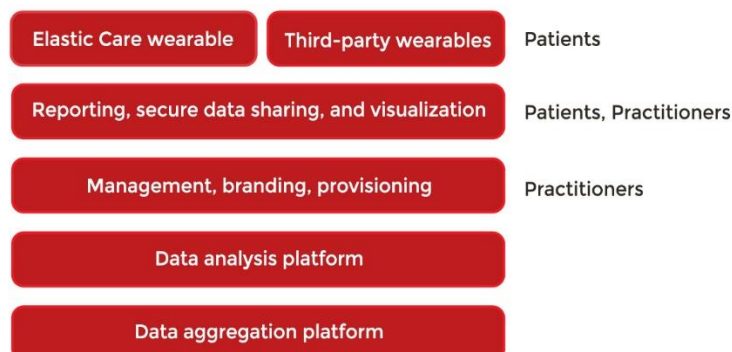 Elastic Care wearable
Third-party wearables
Patients
Reporting, secure data sharing, and visualization
Patients, Practitioners
Management, branding, provisioning
Practitioners
Data analysis platform
Data aggregation platform